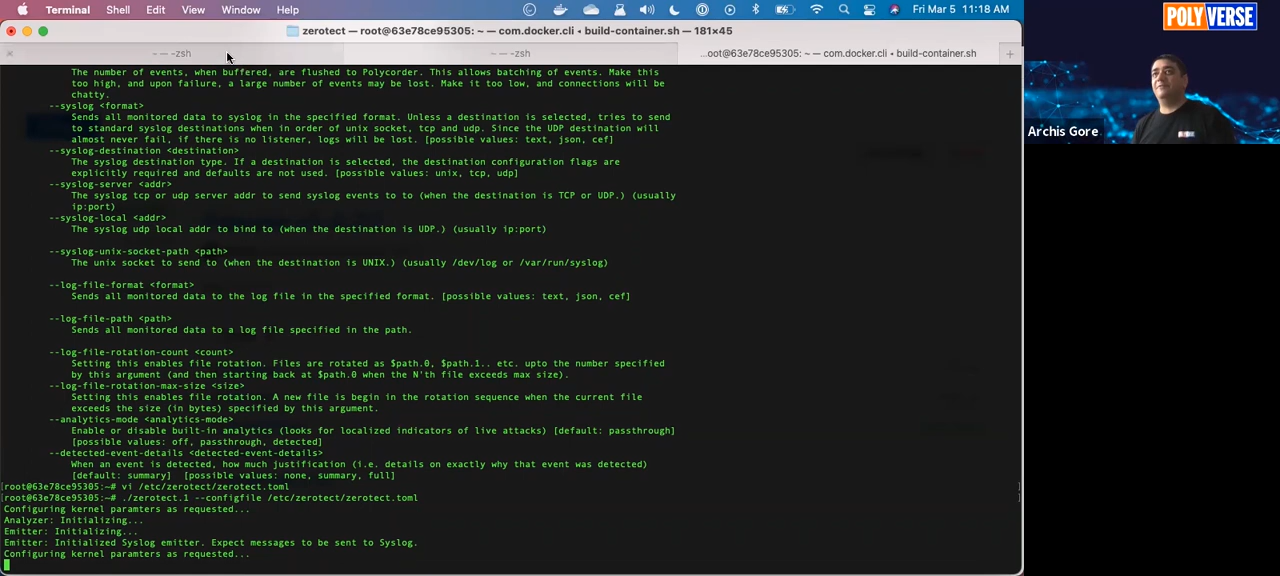 Terminal Shell Edit View Window Help Fri Mar 5 11:18 AM
zerotect — root@63e78ce95305: ~ — com.docker.cli ◂ build-container.sh — 181×45
~ — -zsh ~ — -zsh ...oot@63e78ce95305: ~ — com.docker.cli ◂ build-container.sh
The number of events, when buffered, are flushed to Polycorder. This allows batching of events. Make this
too high, and upon failure, a large number of events may be lost. Make it too low, and connections will be
chatty.
--syslog <format>
Sends all monitored data to syslog in the specified format. Unless a destination is selected, tries to send
to standard syslog destinations when in order of unix socket, tcp and udp. Since the UDP destination will
almost never fail, if there is no listener, logs will be lost. [possible values: text, json, cef]
--syslog-destination <destination>
The syslog destination type. If a destination is selected, the destination configuration flags are
explicitly required and defaults are not used. [possible values: unix, tcp, udp]
--syslog-server <addr>
The syslog tcp or udp server addr to send syslog events to to (when the destination is TCP or UDP.) (usually
ip:port)
--syslog-local <addr>
The syslog udp local addr to bind to (when the destination is UDP.) (usually ip:port)
--syslog-unix-socket-path <path>
The unix socket to send to (when the destination is UNIX.) (usually /dev/log or /var/run/syslog)
--log-file-format <format>
Sends all monitored data to the log file in the specified format. [possible values: text, json, cef]
--log-file-path <path>
Sends all monitored data to a log file specified in the path.
--log-file-rotation-count <count>
Setting this enables file rotation. Files are rotated as $path.0, $path.1.. etc. upto the number specified
by this argument (and then starting back at $path.0 when the N'th file exceeds max size).
--log-file-rotation-max-size <size>
Setting this enables file rotation. A new file is begin in the rotation sequence when the current file
exceeds the size (in bytes) specified by this argument.
--analytics-mode <analytics-mode>
Enable or disable built-in analytics (looks for localized indicators of live attacks) [default: passthrough]
[possible values: off, passthrough, detected]
--detected-event-details <detected-event-details>
When an event is detected, how much justification (i.e. details on exactly why that event was detected)
[default: summary] [possible values: none, summary, full]
[root@63e78ce95305:~# vi /etc/zerotect/zerotect.toml ]
[root@63e78ce95305:~# ./zerotect.1 --configfile /etc/zerotect/zerotect.toml ]
Configuring kernel paramters as requested...
Analyzer: Initializing...
Emitter: Initializing...
Emitter: Initialized Syslog emitter. Expect messages to be sent to Syslog.
Configuring kernel paramters as requested...
POLYVERSE
Archis Gore